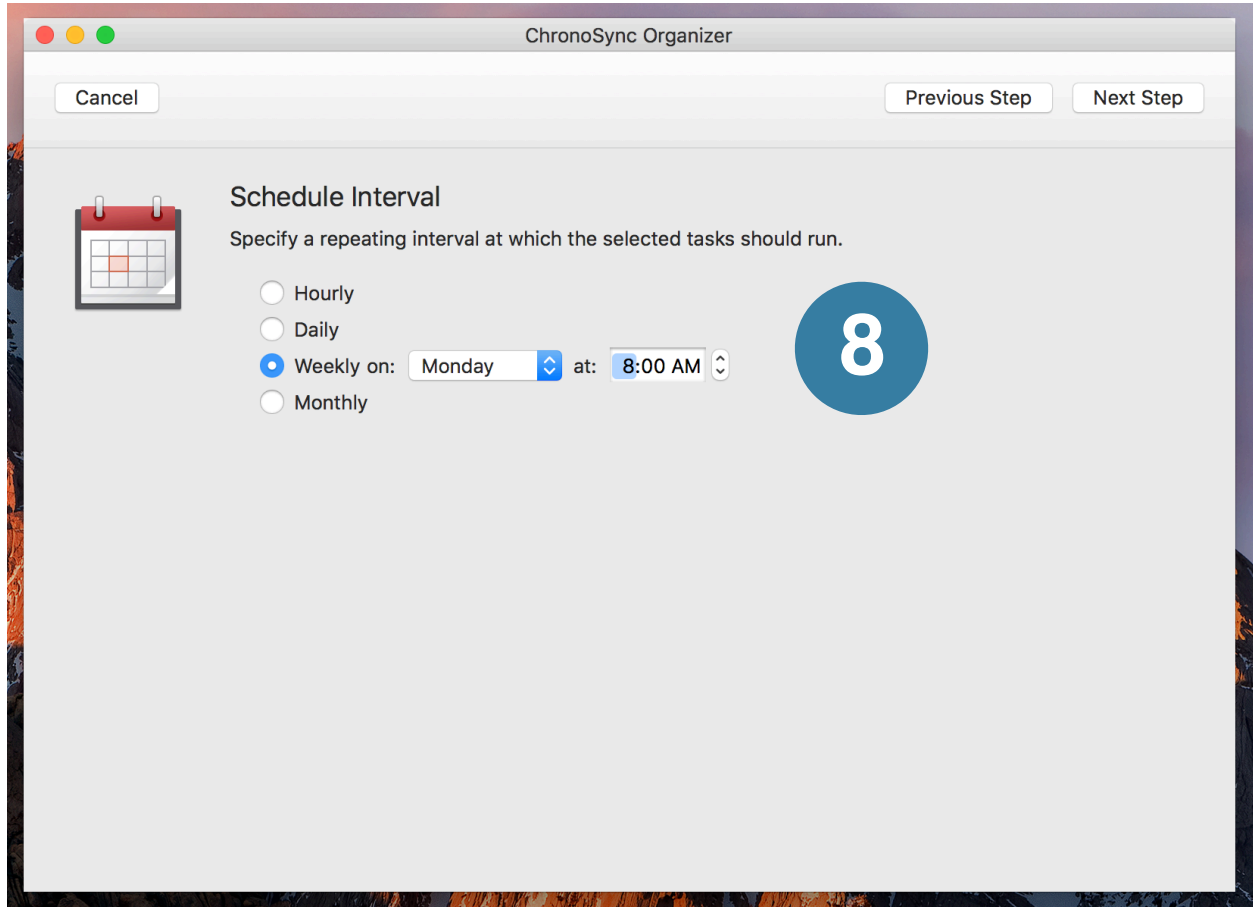 ChronoSync Organizer
Cancel Previous Step Next Step
Schedule Interval
Specify a repeating interval at which the selected tasks should run.
Hourly
Daily
Weekly on: Monday at: 8:00 AM
Monthly
8